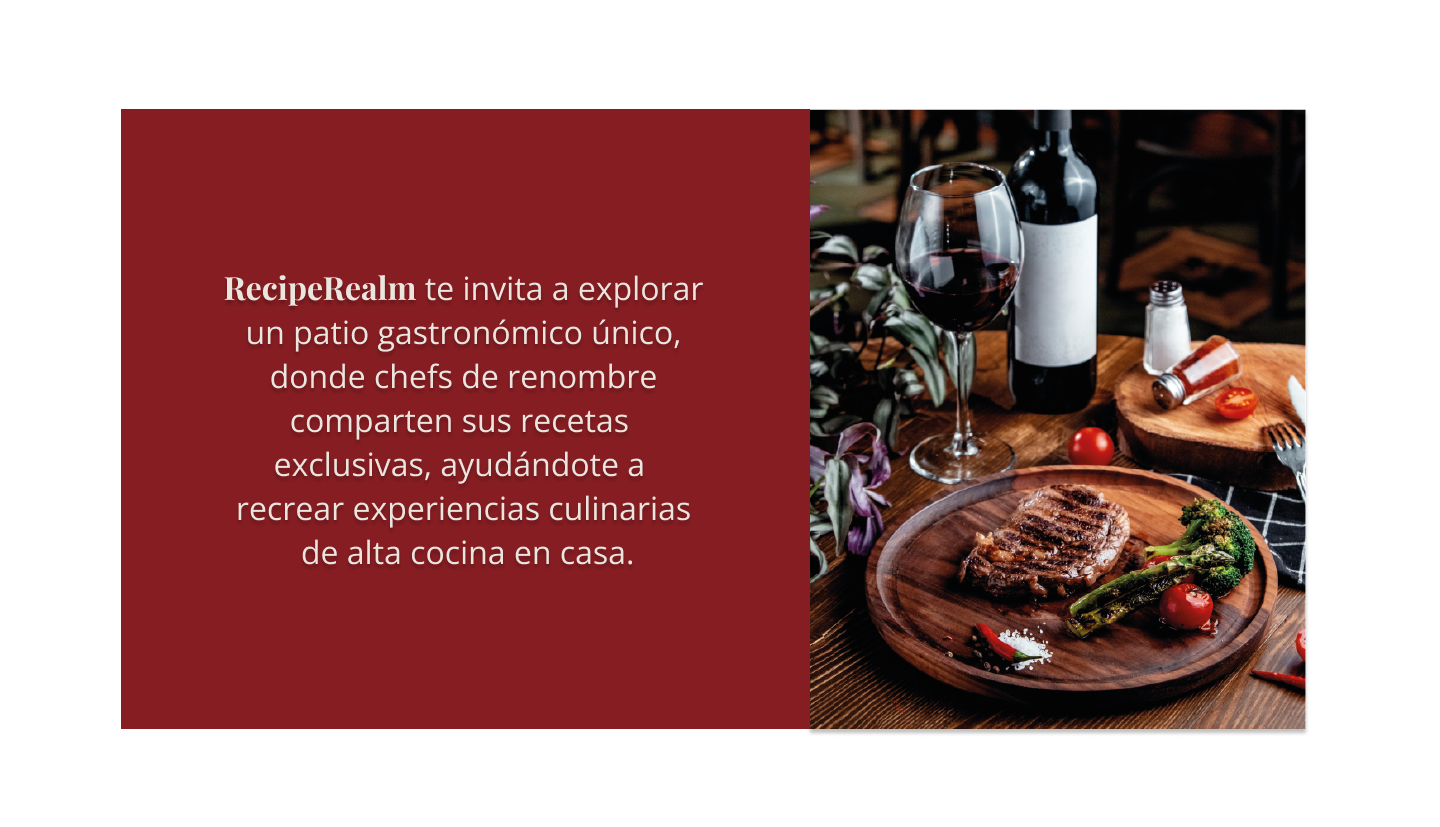 RecipeRealm te invita a explorar
un patio gastronómico único,
donde chefs de renombre
comparten sus recetas
exclusivas, ayudándote a
recrear experiencias culinarias
de alta cocina en casa.